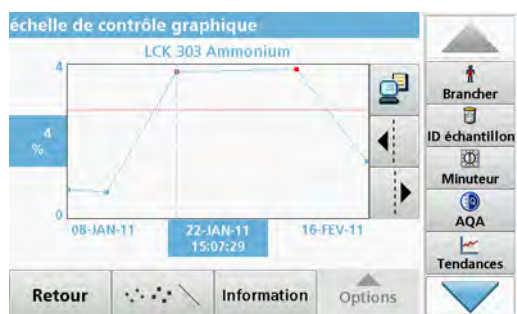 échelle de contrôle graphique
LCK 303 Ammonium
4
4
%
0
08-JAN-11
22-JAN-11
15:07:29
16-FEV-11
Brancher
ID échantillon
Minuteur
AQA
Tendances
Retour
Information
Options